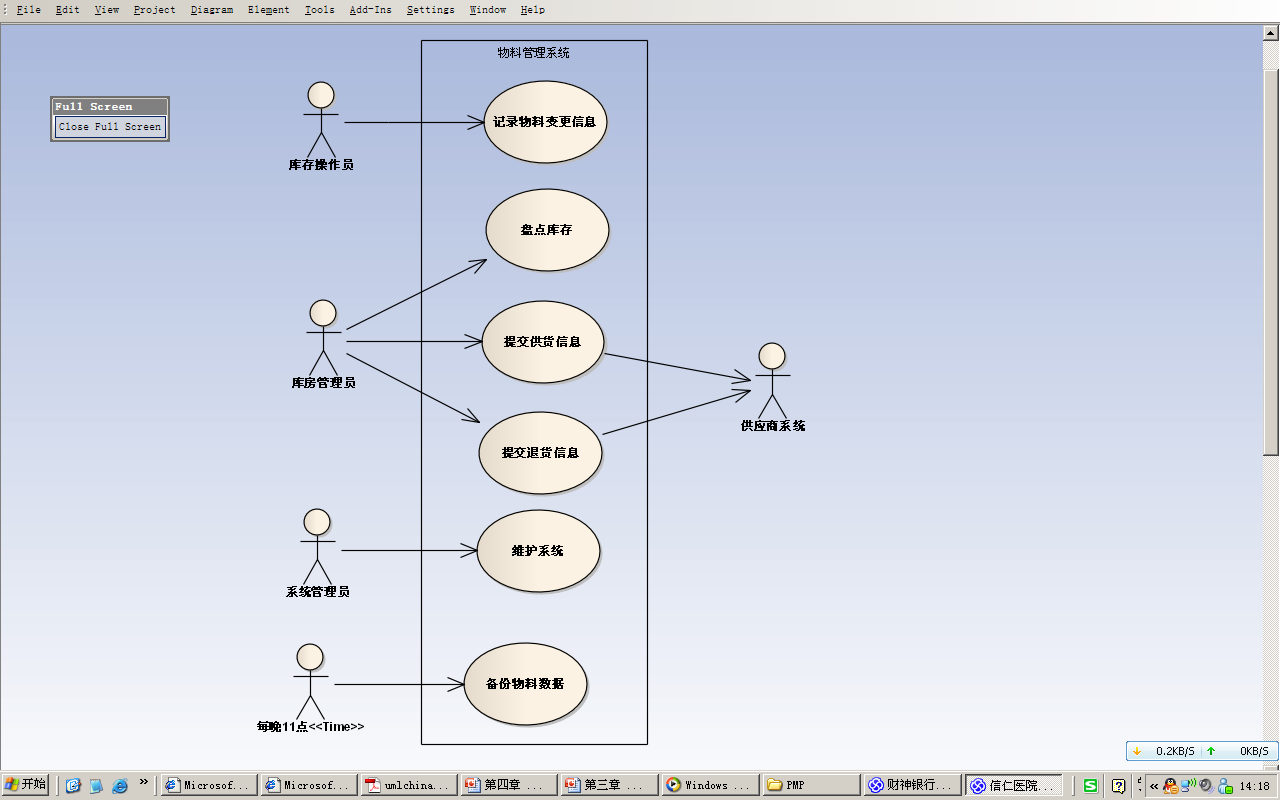 File Edit View Project Diagram Element Tools Add-Ins Settings Window Help
物料管理系统
Full Screen
Close Full Screen
记录物料变更信息
库存操作员
盘点库存
提交供货信息
库房管理员
供应商系统
提交退货信息
维护系统
系统管理员
备份物料数据
每晚11点<<Time>>
0.2KB/S 0KB/S
开始 » Microsof... Microsof... umlchina... 第四章 ... 第三章 ... Windows ... PMP 财神银行... 信仁医院... « 14:18